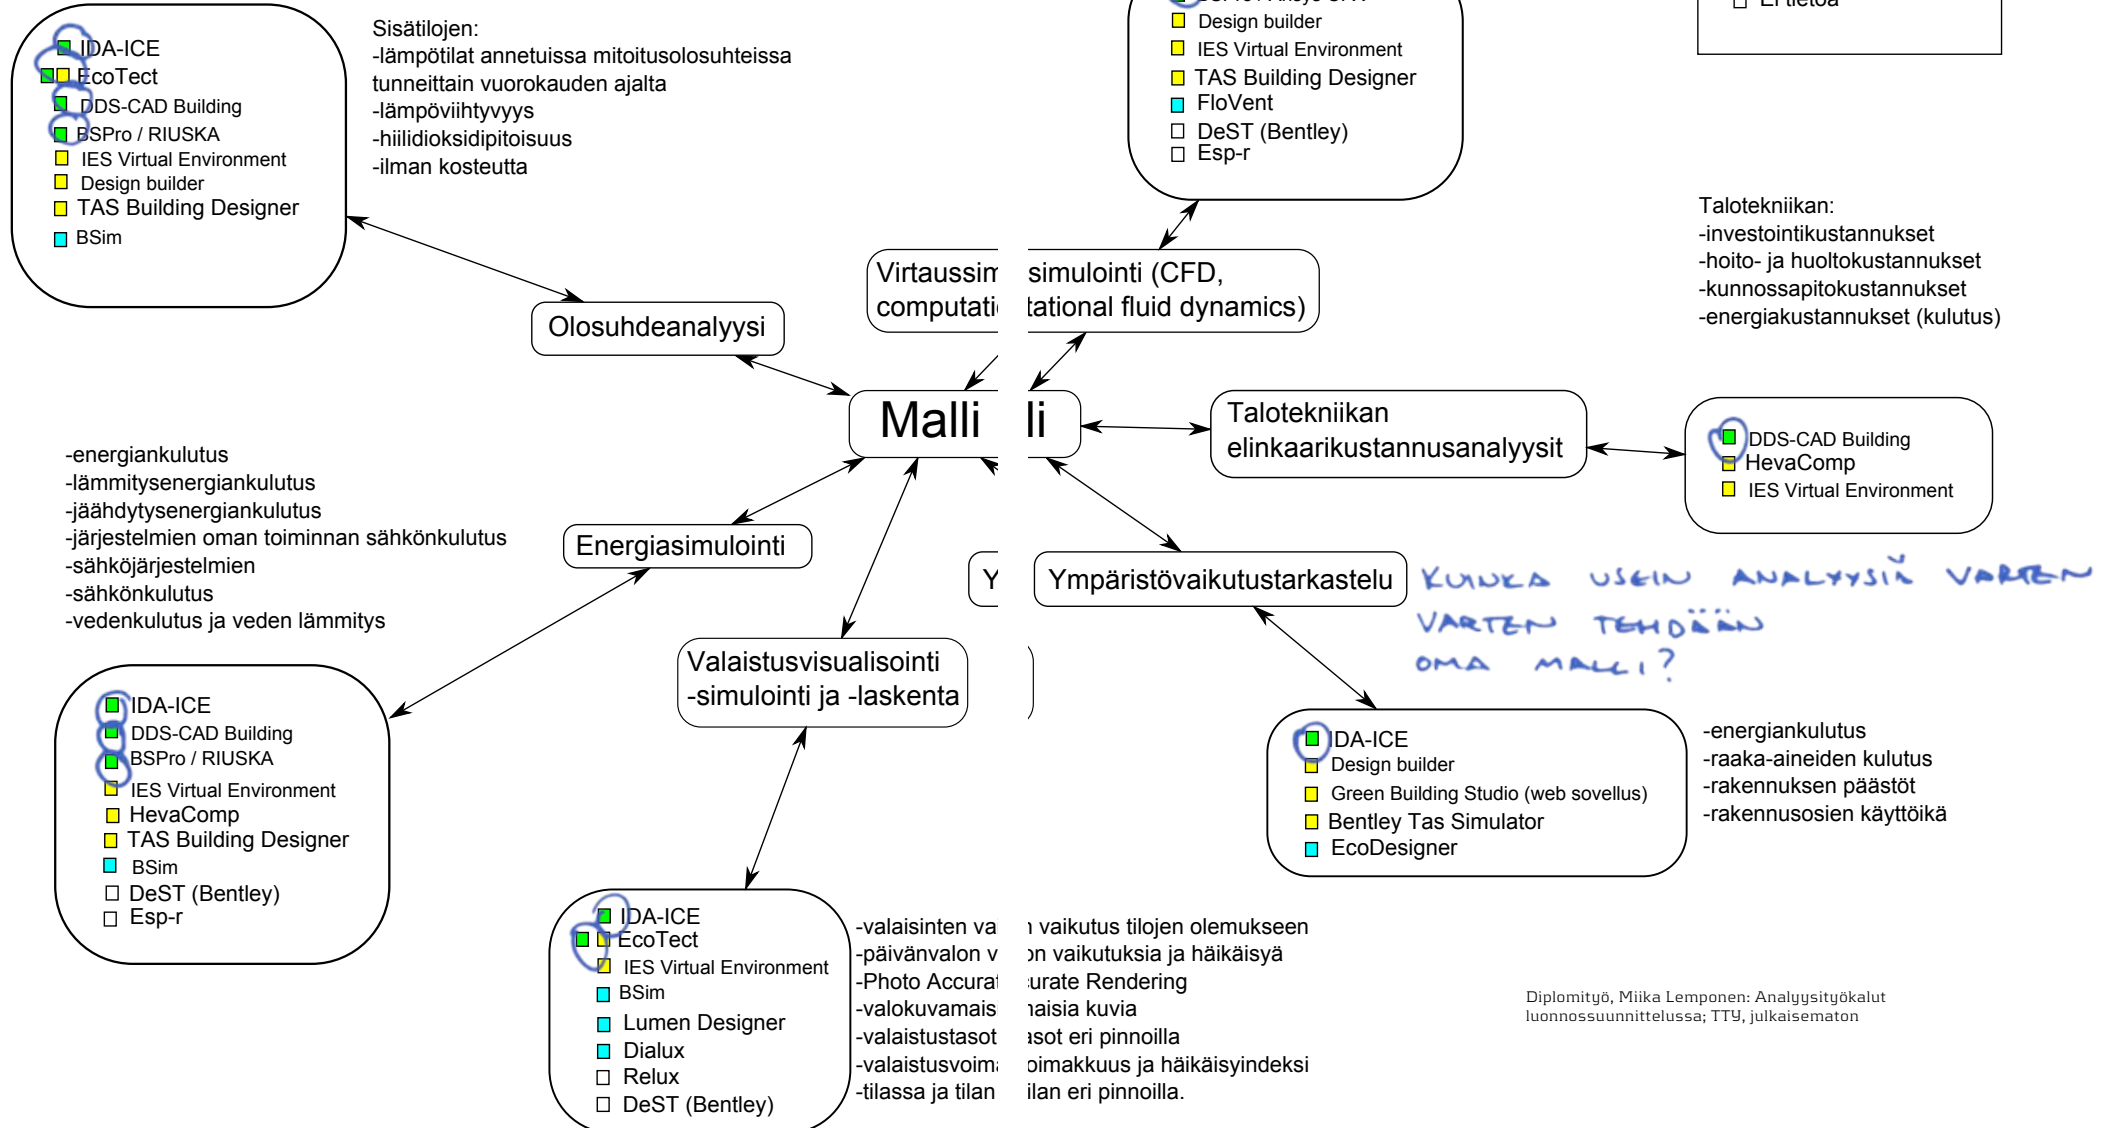 IDA-ICE
EcoTect
DDS-CAD Building
BSPro / RIUSKA
IES Virtual Environment
Design builder
TAS Building Designer
BSim
Sisätilojen:
-lämpötilat annetuissa mitoitusolosuhteissa
tunneittain vuorokauden ajalta
-lämpöviihtyvyys
-hiilidioksidipitoisuus
-ilman kosteutta
Design builder
IES Virtual Environment
TAS Building Designer
FloVent
DeST (Bentley)
Esp-r
Ei tietoa
Talotekniikan:
-investointikustannukset
-hoito- ja huoltokustannukset
-kunnossapitokustannukset
-energiakustannukset (kulutus)
Olosuhdeanalyysi
Virtaussim simulointi (CFD,
computati tational fluid dynamics)
Malli li
Talotekniikan
elinkaarikustannusanalyysit
DDS-CAD Building
HevaComp
IES Virtual Environment
-energiankulutus
-lämmitysenergiankulutus
-jäähdytysenergiankulutus
-järjestelmien oman toiminnan sähkönkulutus
-sähköjärjestelmien
-sähkönkulutus
-vedenkulutus ja veden lämmitys
Energiasimulointi
Y Ympäristövaikutustarkastelu
KUINKA USEIN ANALYYSIÄ VARTEN
VARTEN TEHDÄÄN
OMA MALLI?
Valaistusvisualisointi
-simulointi ja -laskenta
IDA-ICE
DDS-CAD Building
BSPro / RIUSKA
IES Virtual Environment
HevaComp
TAS Building Designer
BSim
DeST (Bentley)
Esp-r
IDA-ICE
Design builder
Green Building Studio (web sovellus)
Bentley Tas Simulator
EcoDesigner
-energiankulutus
-raaka-aineiden kulutus
-rakennuksen päästöt
-rakennusosien käyttöikä
IDA-ICE
EcoTect
IES Virtual Environment
BSim
Lumen Designer
Dialux
Relux
DeST (Bentley)
-valaisinten va n vaikutus tilojen olemukseen
-päivänvalon v on vaikutuksia ja häikäisyä
-Photo Accurat curate Rendering
-valokuvamaisi naisia kuvia
-valaistustasot asot eri pinnoilla
-valaistusvoima oimakkuus ja häikäisyindeksi
-tilassa ja tilan ilan eri pinnoilla.
Diplomityö, Miika Lemponen: Analyysityökalut
luonnossuunnittelussa; TTY, julkaisematon